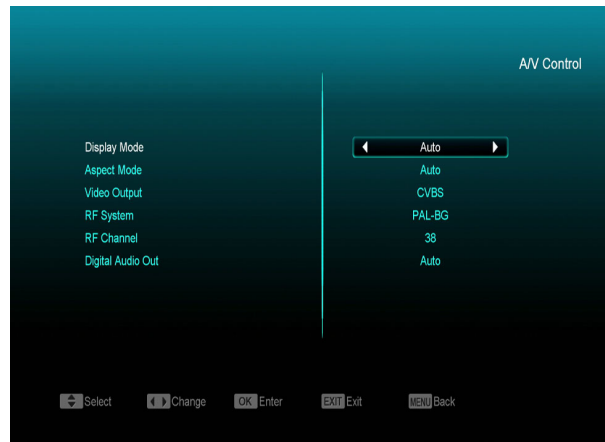 A/V Control
Display Mode Auto
Aspect Mode Auto
Video Output CVBS
RF System PAL-BG
RF Channel 38
Digital Audio Out Auto
Select Change OK Enter EXIT Exit MENU Back